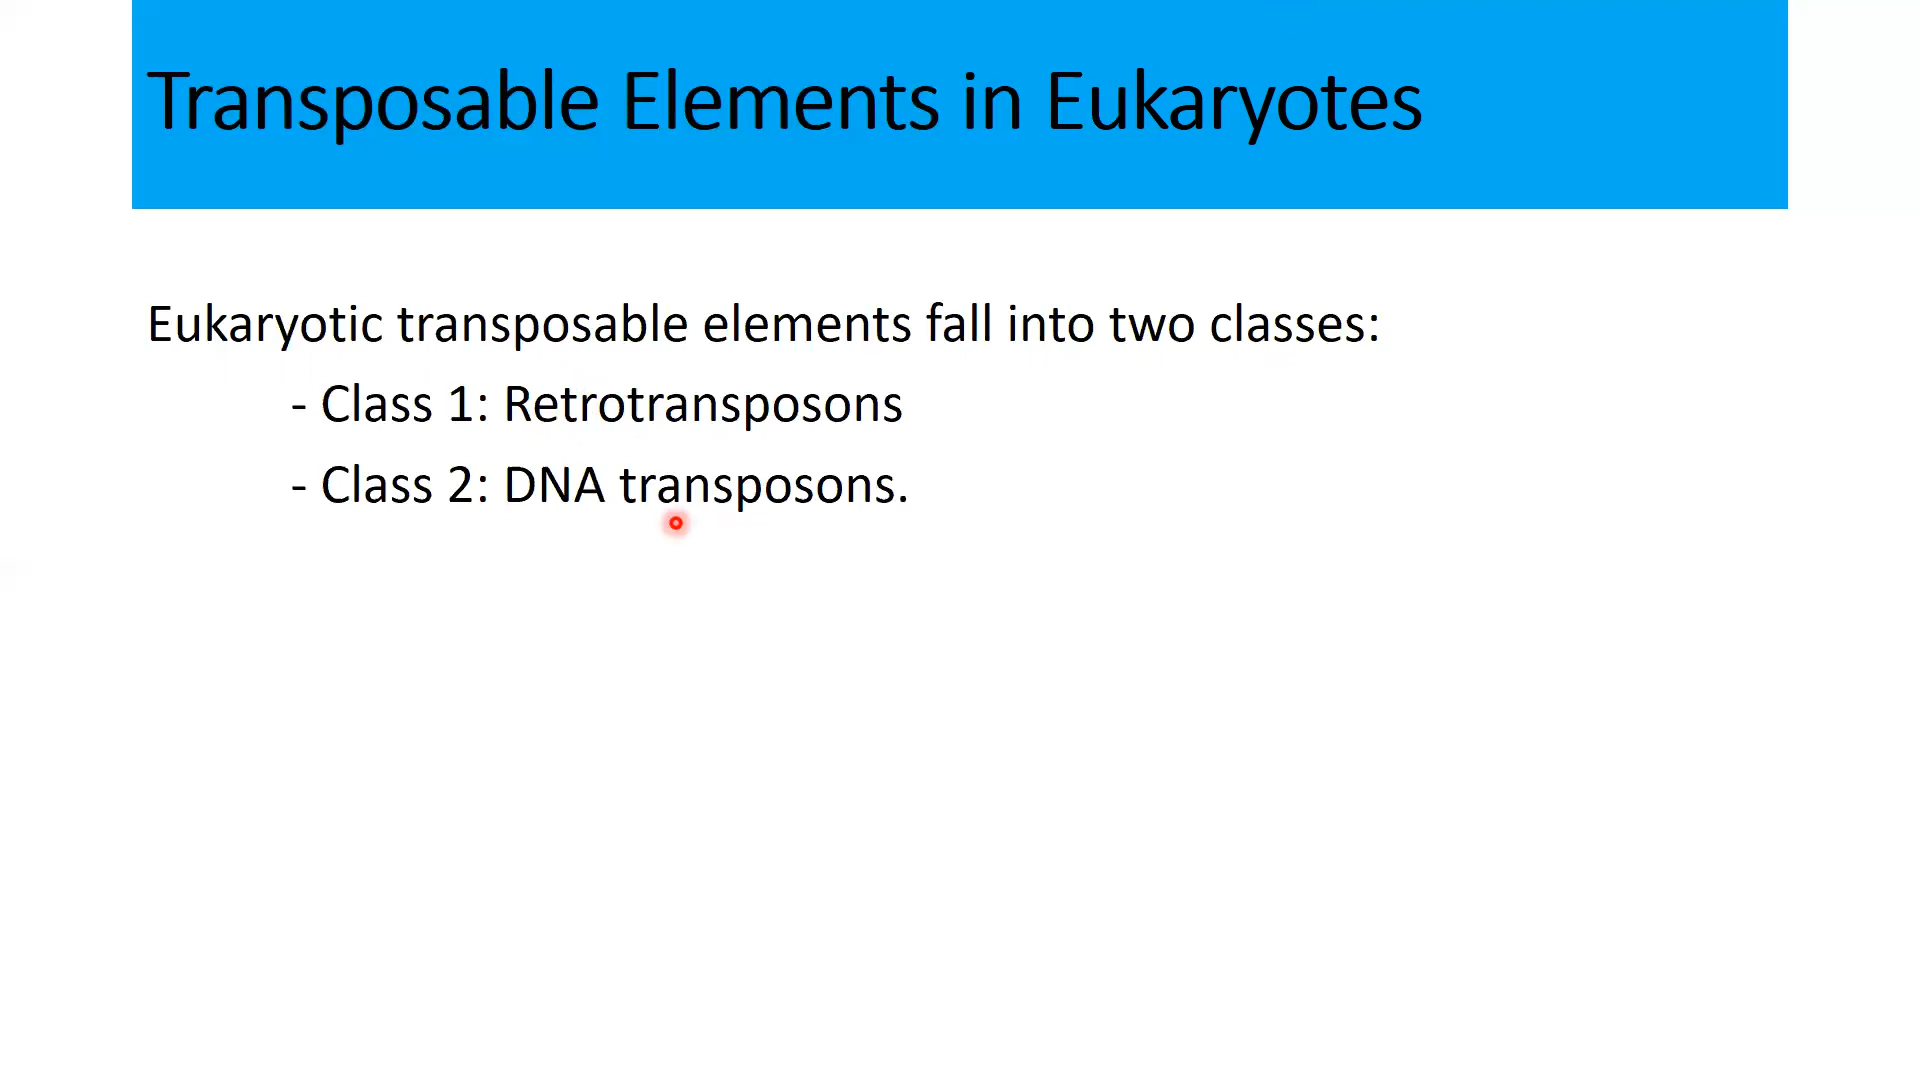 Transposable Elements in Eukaryotes
Eukaryotic transposable elements fall into two classes:
- Class 1: Retrotransposons
- Class 2: DNA transposons.